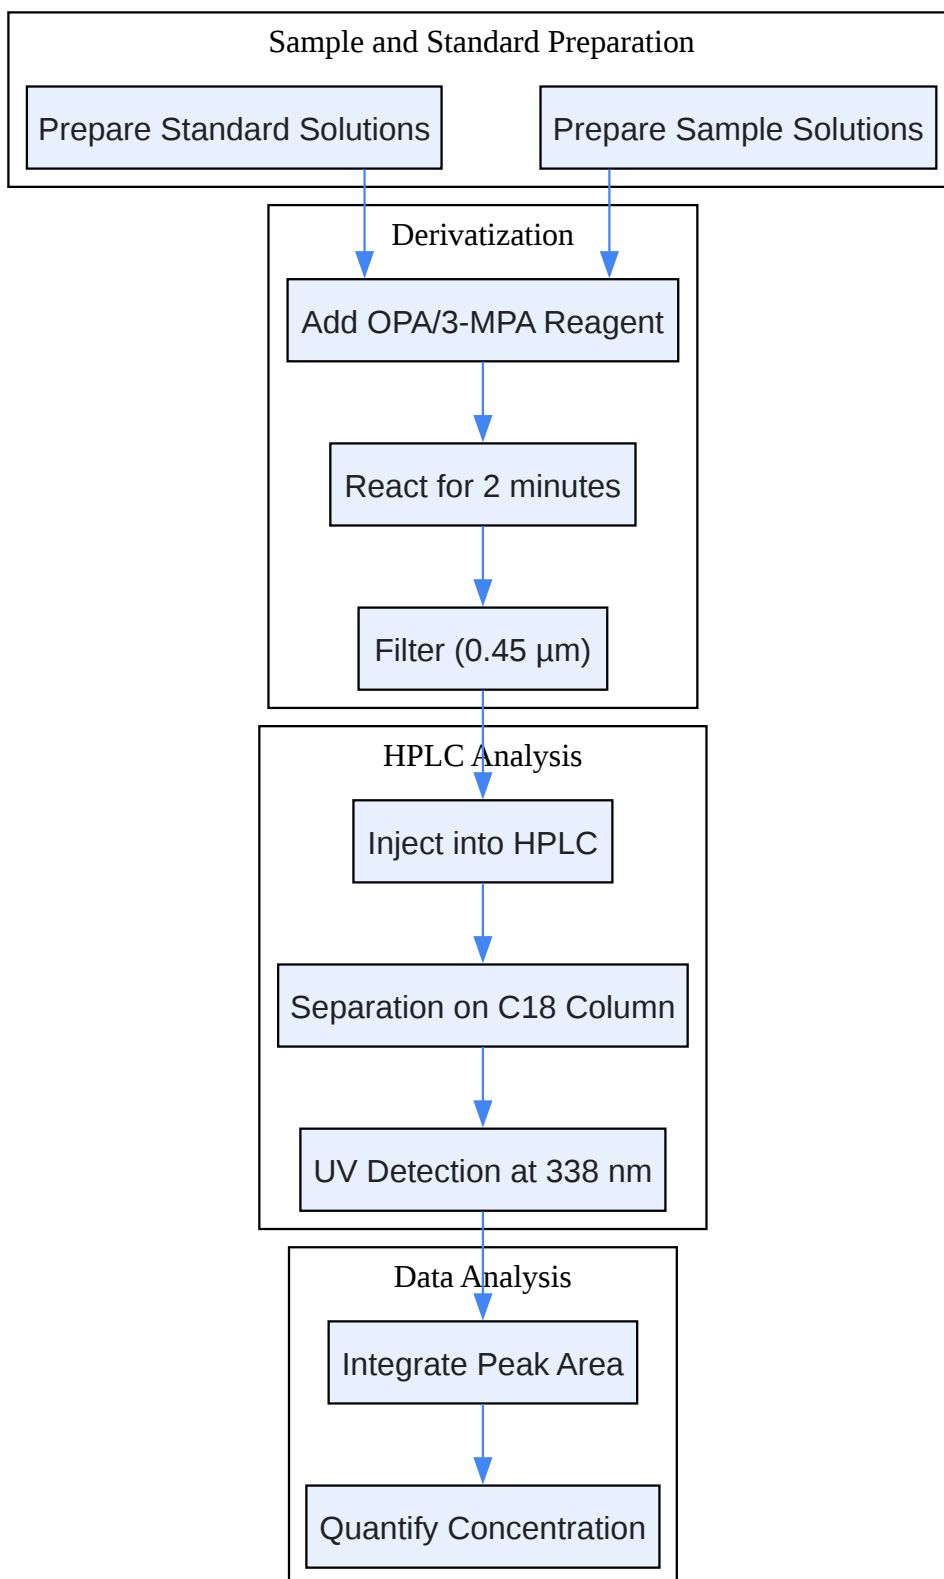 Sample and Standard Preparation
Prepare Standard Solutions
Prepare Sample Solutions
Derivatization
Add OPA/3-MPA Reagent
React for 2 minutes
Filter (0.45 µm)
HPLC Analysis
Inject into HPLC
Separation on C18 Column
UV Detection at 338 nm
Data Analysis
Integrate Peak Area
Quantify Concentration